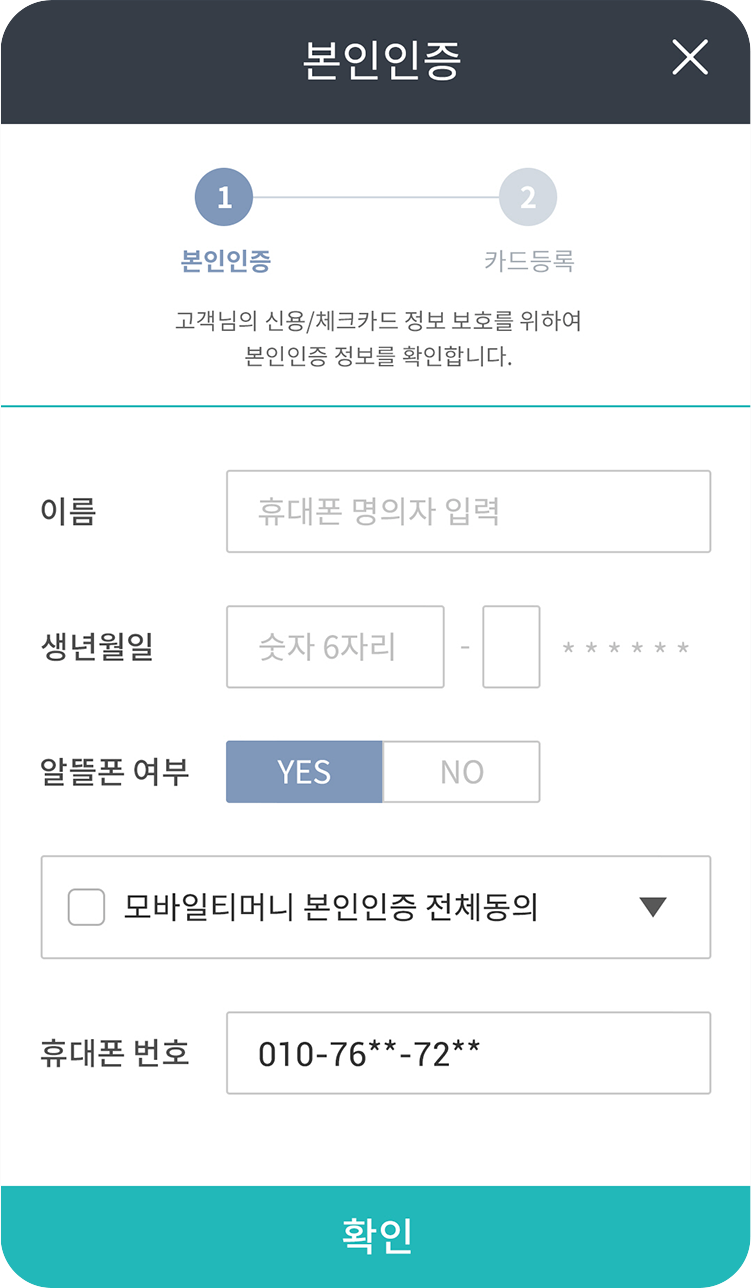 본인인증
1
2
본인인증
카드등록
고객님의 신용/체크카드 정보 보호를 위하여
본인인증 정보를 확인합니다.
이름
휴대폰 명의자 입력
생년월일
숫자 6자리 - ******
알뜰폰 여부
YES
NO
모바일티머니 본인인증 전체동의
휴대폰 번호
010-76**-72**
확인